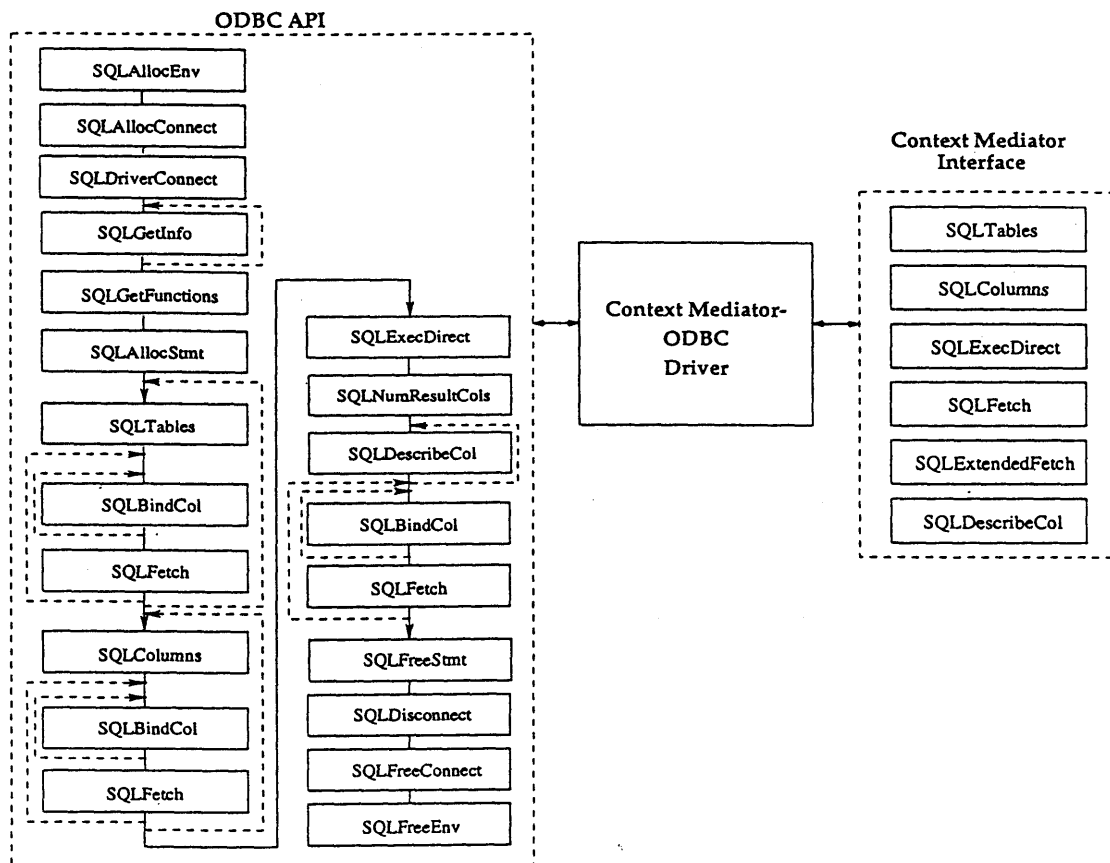 ODBC API
SQLAllocEnv
SQLAllocConnect
SQLDriverConnect
SQLGetInfo
SQLGetFunctions
SQLAllocStmt
SQLTables
SQLBindCol
SQLFetch
SQLColumns
SQLBindCol
SQLFetch
SQLExecDirect
SQLNumResultCols
SQLDescribeCol
SQLBindCol
SQLFetch
SQLFreeStmt
SQLDisconnect
SQLFreeConnect
SQLFreeEnv
Context Mediator-
ODBC
Driver
Context Mediator
Interface
SQLTables
SQLColumns
SQLExecDirect
SQLFetch
SQLExtendedFetch
SQLDescribeCol